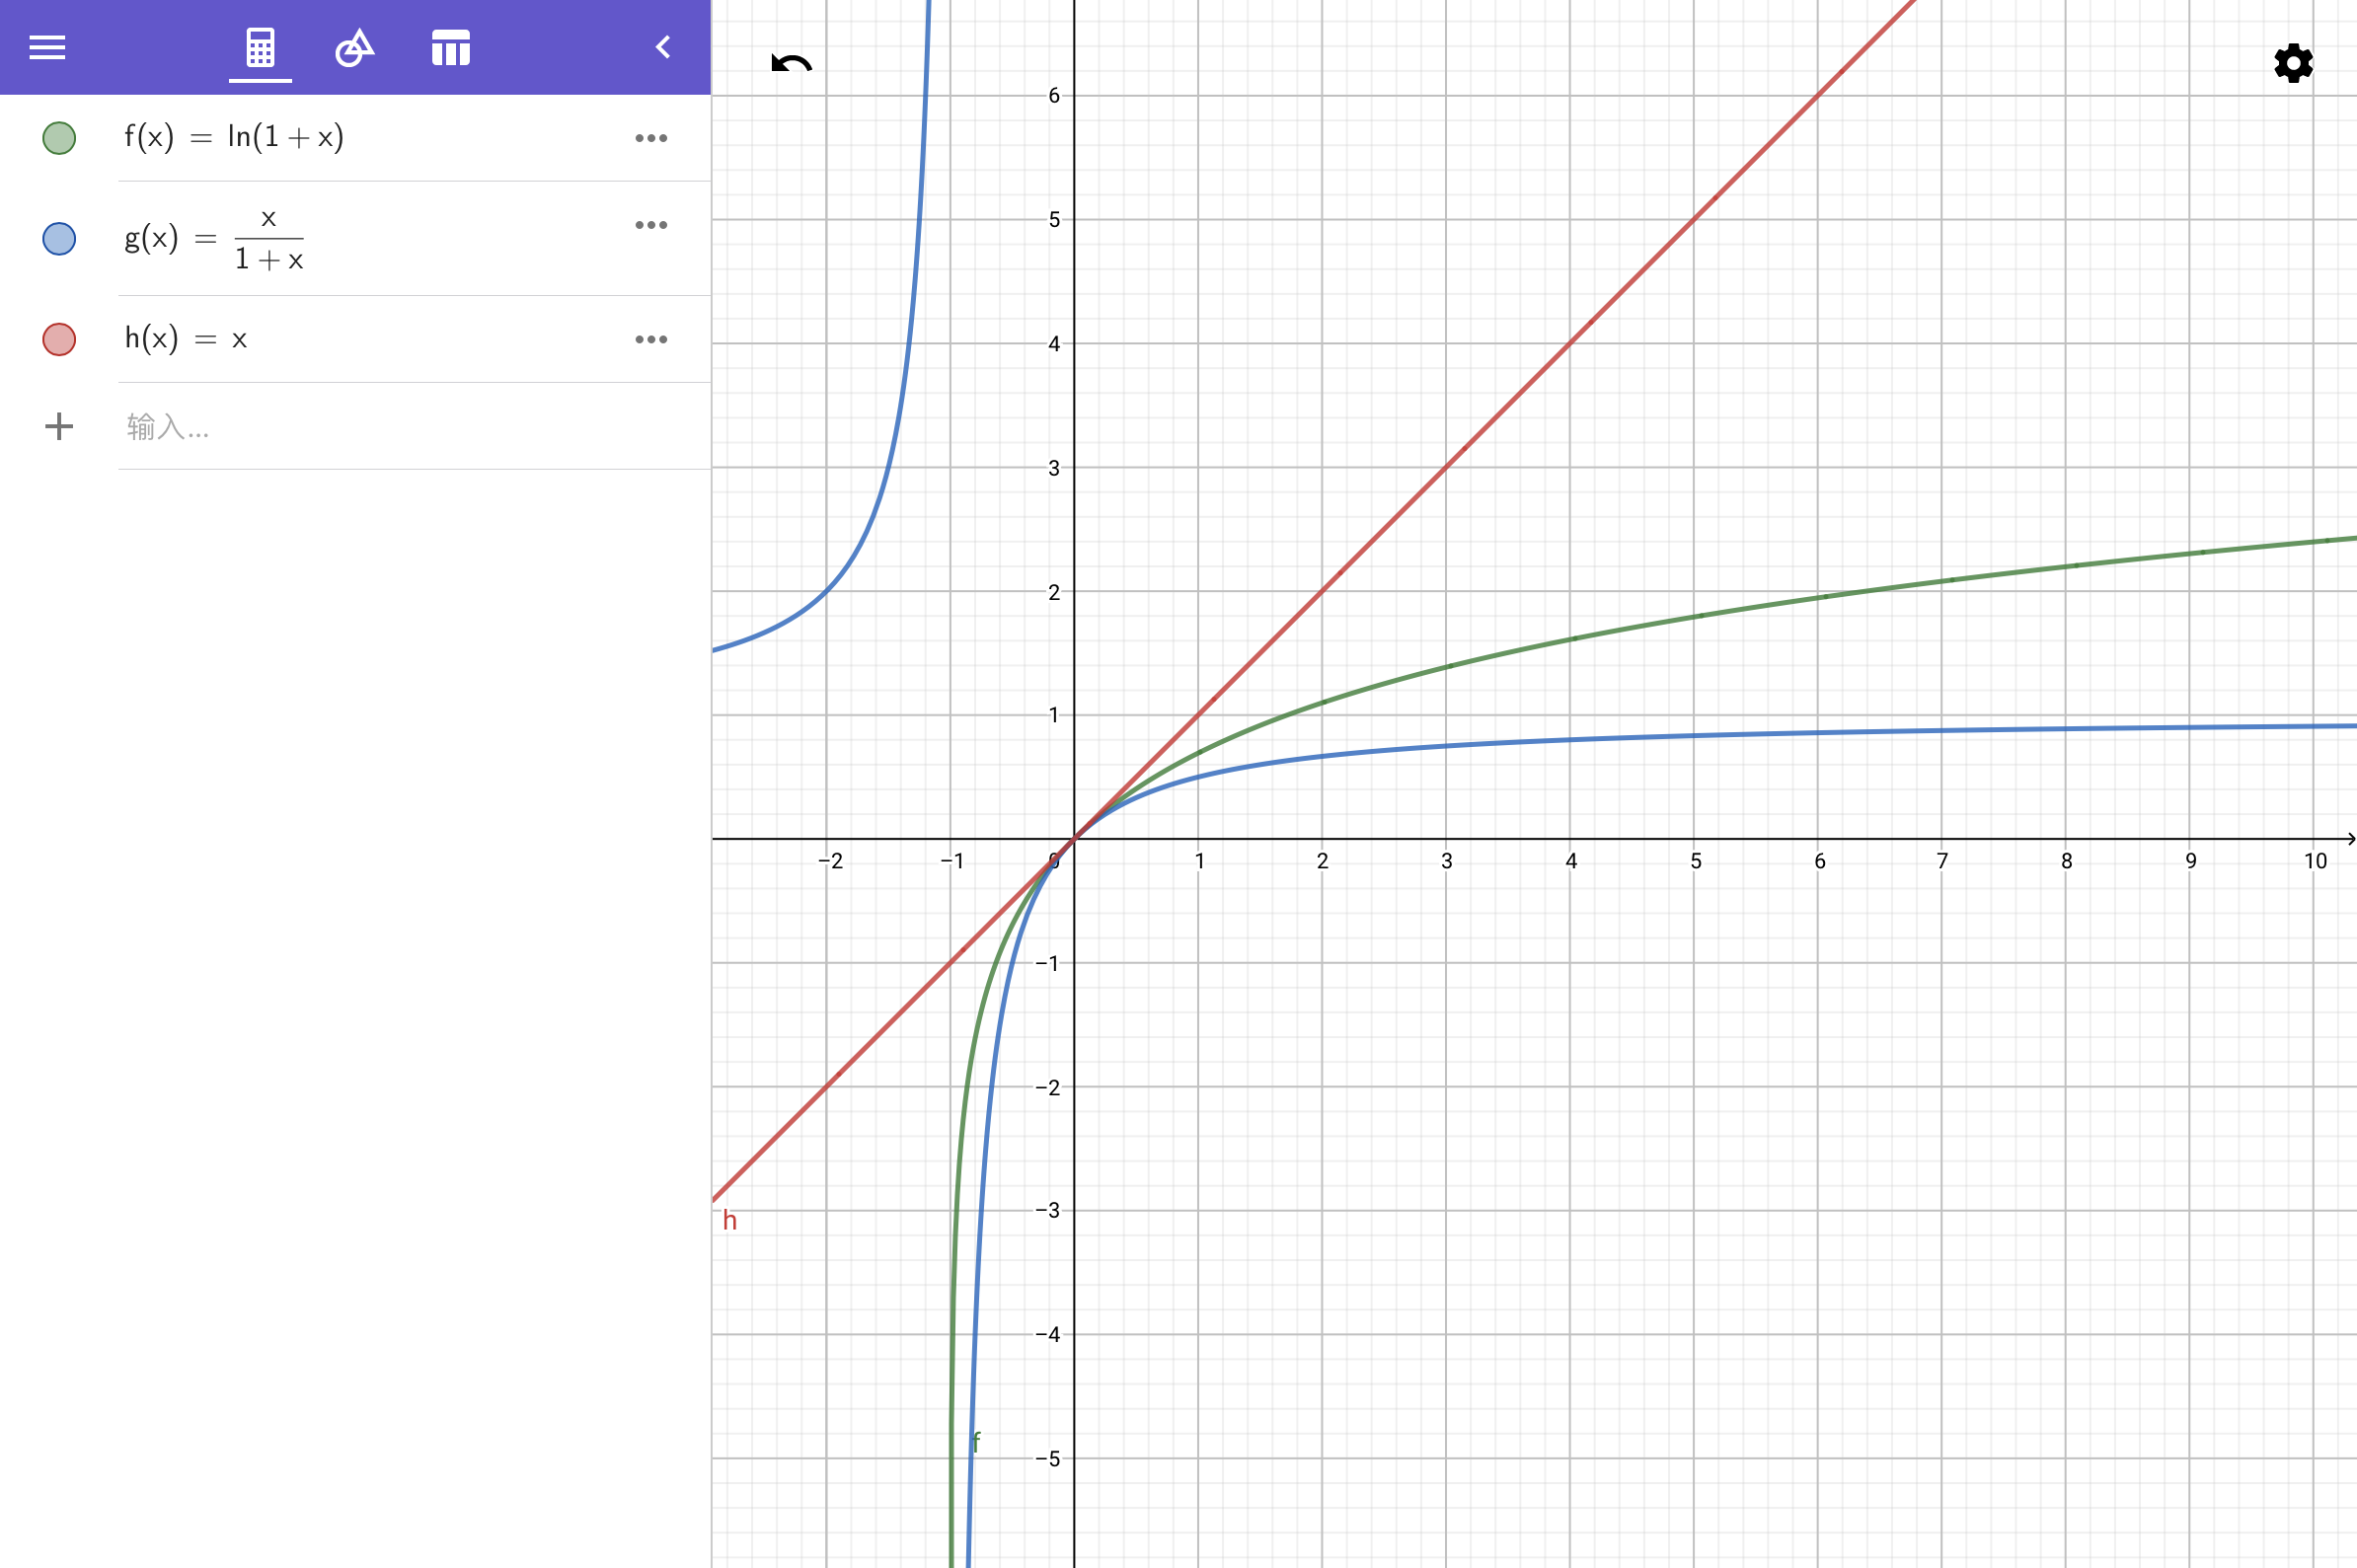 f(x) = ln(1 + x)
g(x) = x / (1 + x)
h(x) = x
输入...
6
5
4
3
2
1
−2 −1 0 1 2 3 4 5 6 7 8 9 10
−1
−2
−3
h
−4
f
−5